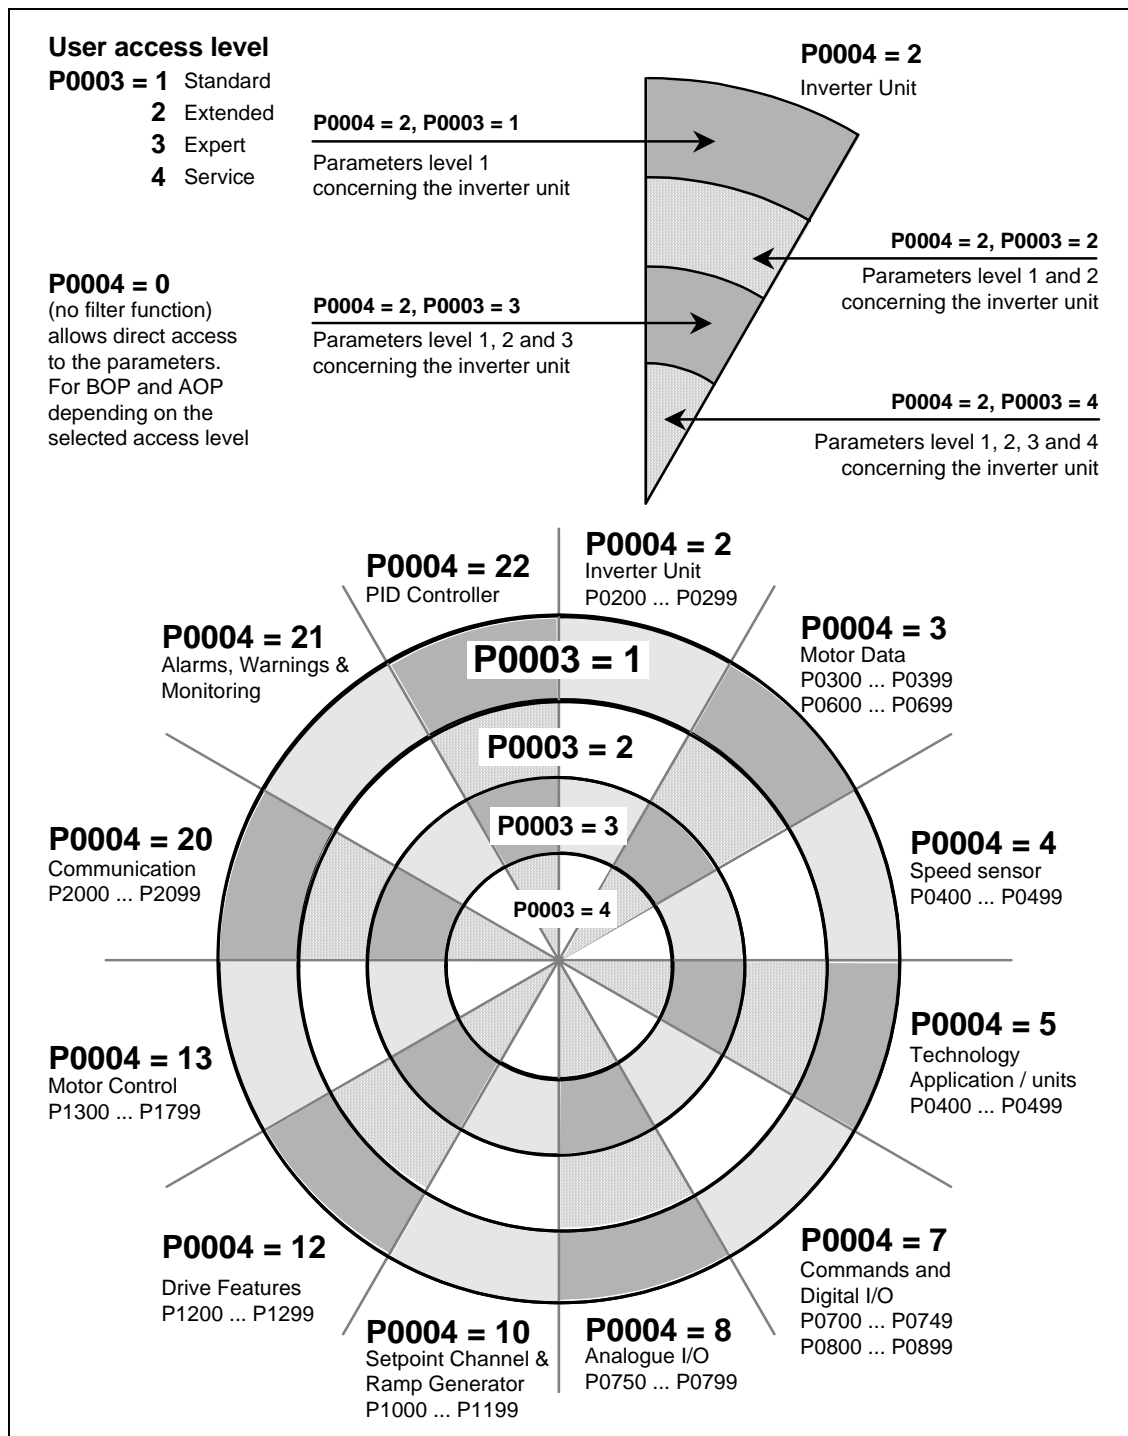 User access level
P0003 = 1 Standard
2 Extended
3 Expert
4 Service
P0004 = 0
(no filter function)
allows direct access
to the parameters.
For BOP and AOP
depending on the
selected access level
P0004 = 2
Inverter Unit
P0004 = 2, P0003 = 1
Parameters level 1
concerning the inverter unit
P0004 = 2, P0003 = 2
Parameters level 1 and 2
concerning the inverter unit
P0004 = 2, P0003 = 3
Parameters level 1, 2 and 3
concerning the inverter unit
P0004 = 2, P0003 = 4
Parameters level 1, 2, 3 and 4
concerning the inverter unit
P0004 = 2
Inverter Unit
P0200 ... P0299
P0004 = 3
Motor Data
P0300 ... P0399
P0600 ... P0699
P0004 = 4
Speed sensor
P0400 ... P0499
P0004 = 5
Technology
Application / units
P0400 ... P0499
P0004 = 7
Commands and
Digital I/O
P0700 ... P0749
P0800 ... P0899
P0004 = 8
Analogue I/O
P0750 ... P0799
P0004 = 10
Setpoint Channel &
Ramp Generator
P1000 ... P1199
P0004 = 12
Drive Features
P1200 ... P1299
P0004 = 13
Motor Control
P1300 ... P1799
P0004 = 20
Communication
P2000 ... P2099
P0004 = 21
Alarms, Warnings &
Monitoring
P0004 = 22
PID Controller
P0003 = 1
P0003 = 2
P0003 = 3
P0003 = 4